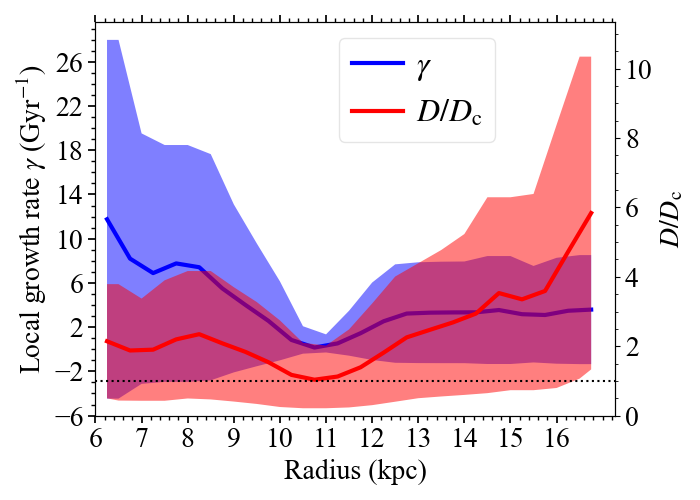 Local growth rate γ (Gyr⁻¹)
26
22
18
14
10
6
2
−2
−6
γ
D/Dc
10
8
6
4
2
0
D/Dc
6 7 8 9 10 11 12 13 14 15 16
Radius (kpc)